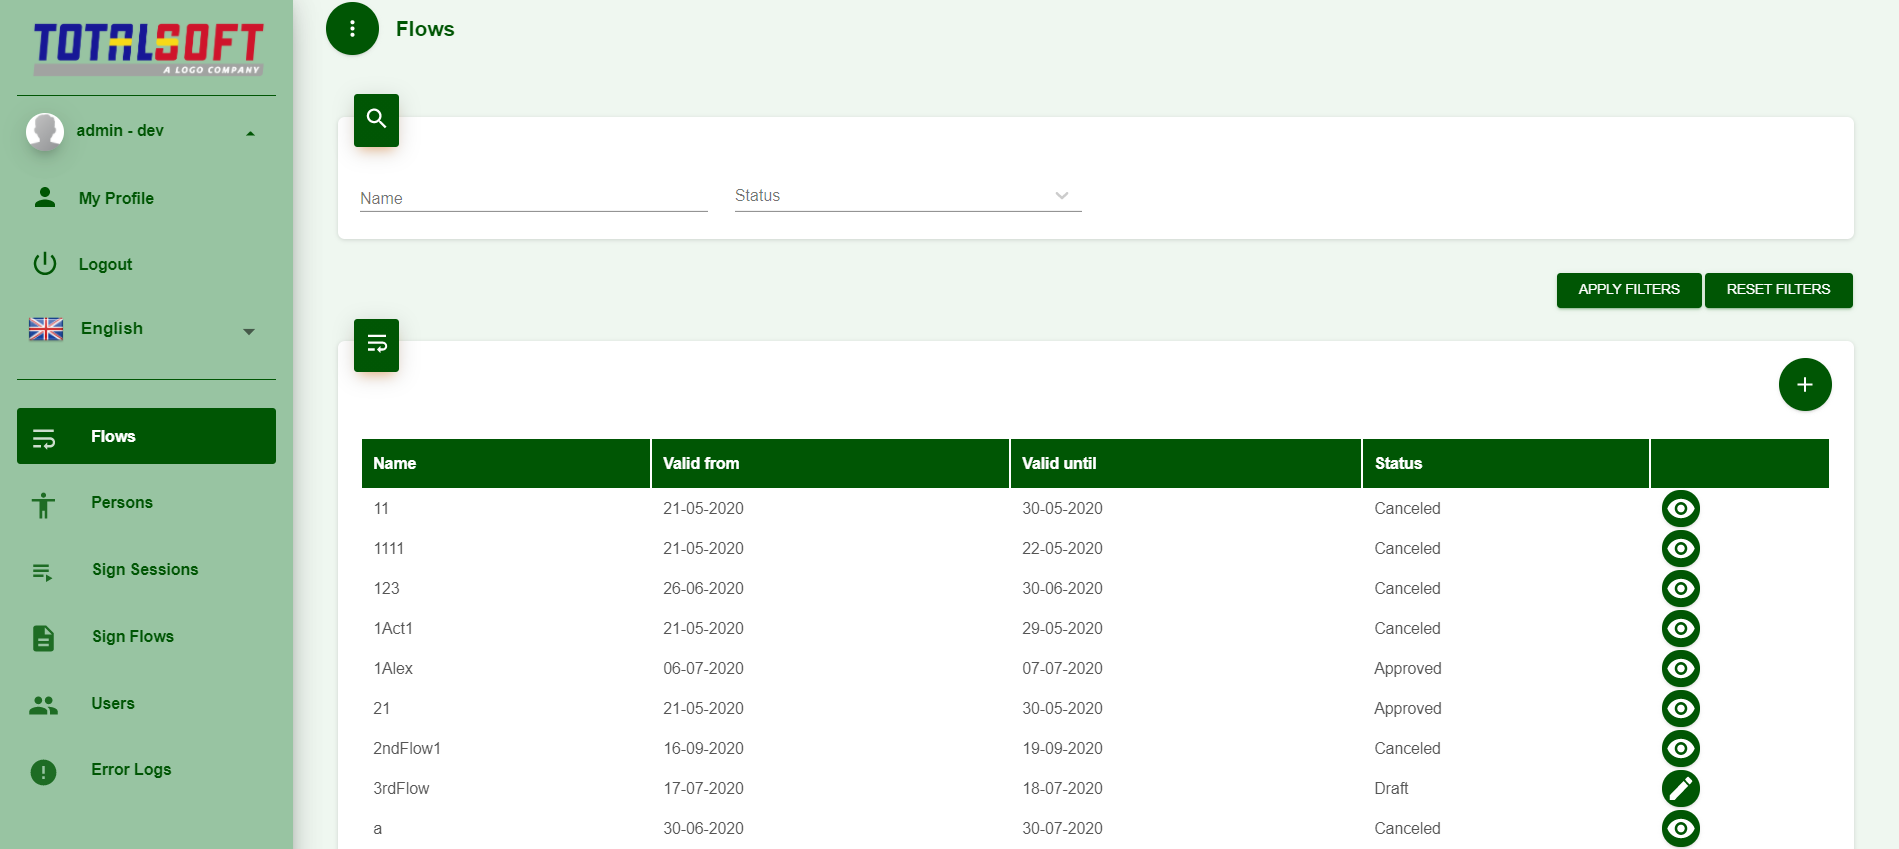 TOTALSOFT
A LOGO COMPANY
admin - dev
My Profile
Logout
English
Flows
Persons
Sign Sessions
Sign Flows
Users
Error Logs
Flows
Name Status
APPLY FILTERS RESET FILTERS
Name Valid from Valid until Status
11 21-05-2020 30-05-2020 Canceled
1111 21-05-2020 22-05-2020 Canceled
123 26-06-2020 30-06-2020 Canceled
1Act1 21-05-2020 29-05-2020 Canceled
1Alex 06-07-2020 07-07-2020 Approved
21 21-05-2020 30-05-2020 Approved
2ndFlow1 16-09-2020 19-09-2020 Canceled
3rdFlow 17-07-2020 18-07-2020 Draft
a 30-06-2020 30-07-2020 Canceled